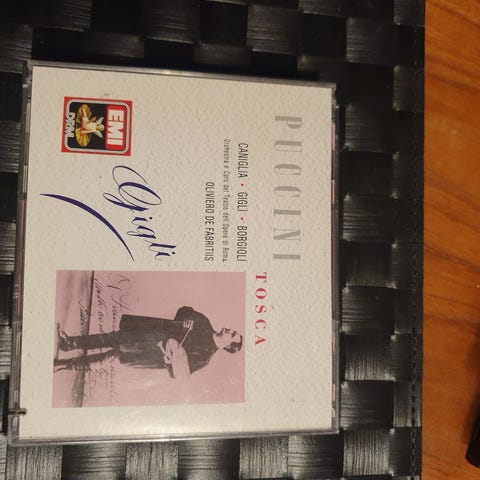 PUCCINI
TOSCA
CANIGLIA • GIGLI • BORGIOLI
Orchestra e Coro del Teatro dell'Opera di Roma.
OLIVIERO DE FABRITIIS
Gigli
EMI